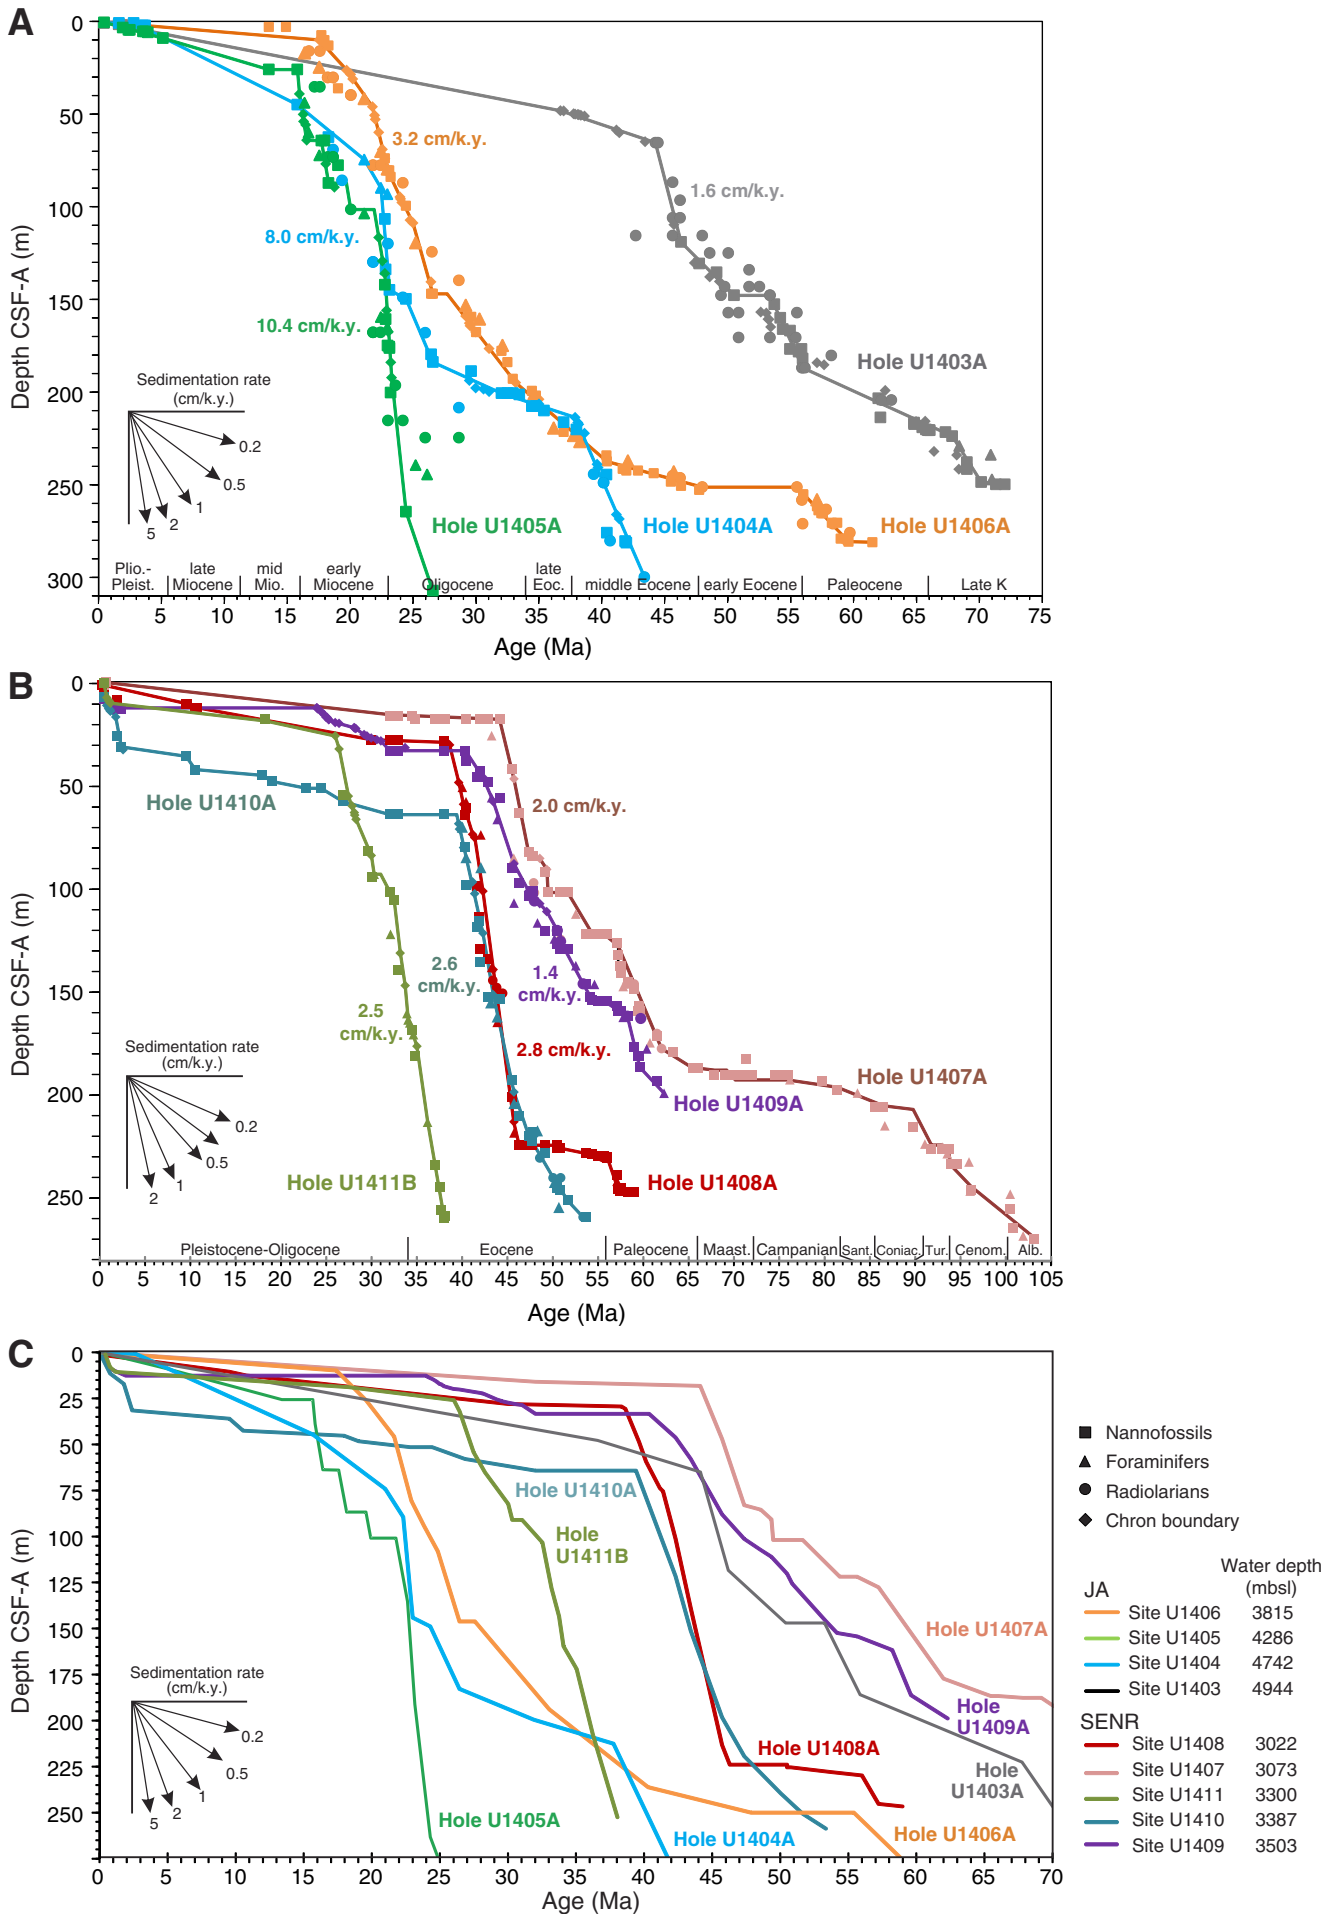 A
0
50
100
150
200
250
300
Depth CSF-A (m)
3.2 cm/k.y.
1.6 cm/k.y.
8.0 cm/k.y.
10.4 cm/k.y.
Hole U1403A
Sedimentation rate
(cm/k.y.)
0.2
0.5
1
2
5
Hole U1405A
Hole U1404A
Hole U1406A
Plio.-
Pleist.
late
Miocene
mid
Mio.
early
Miocene
Oligocene
late
Eoc.
middle Eocene
early Eocene
Paleocene
Late K
0 5 10 15 20 25 30 35 40 45 50 55 60 65 70 75
Age (Ma)
B
0
50
100
150
200
250
Depth CSF-A (m)
Hole U1410A
2.0 cm/k.y.
2.6
cm/k.y.
1.4
cm/k.y.
2.5
cm/k.y.
2.8 cm/k.y.
Sedimentation rate
(cm/k.y.)
0.2
0.5
1
2
Hole U1407A
Hole U1409A
Hole U1411B
Hole U1408A
Pleistocene-Oligocene
Eocene
Paleocene
Maast.
Campanian
Sant.
Coniac.
Tur.
Cenom.
Alb.
0 5 10 15 20 25 30 35 40 45 50 55 60 65 70 75 80 85 90 95 100 105
Age (Ma)
C
0
25
50
75
100
125
150
175
200
225
250
Depth CSF-A (m)
Hole U1410A
Hole
U1411B
Hole U1407A
Hole
U1409A
Hole U1408A
Hole
U1403A
Sedimentation rate
(cm/k.y.)
0.2
0.5
1
2
5
Hole U1405A
Hole U1404A
Hole U1406A
0 5 10 15 20 25 30 35 40 45 50 55 60 65 70
Age (Ma)
Nannofossils
Foraminifers
Radiolarians
Chron boundary
Water depth
(mbsl)
JA
Site U1406 3815
Site U1405 4286
Site U1404 4742
Site U1403 4944
SENR
Site U1408 3022
Site U1407 3073
Site U1411 3300
Site U1410 3387
Site U1409 3503